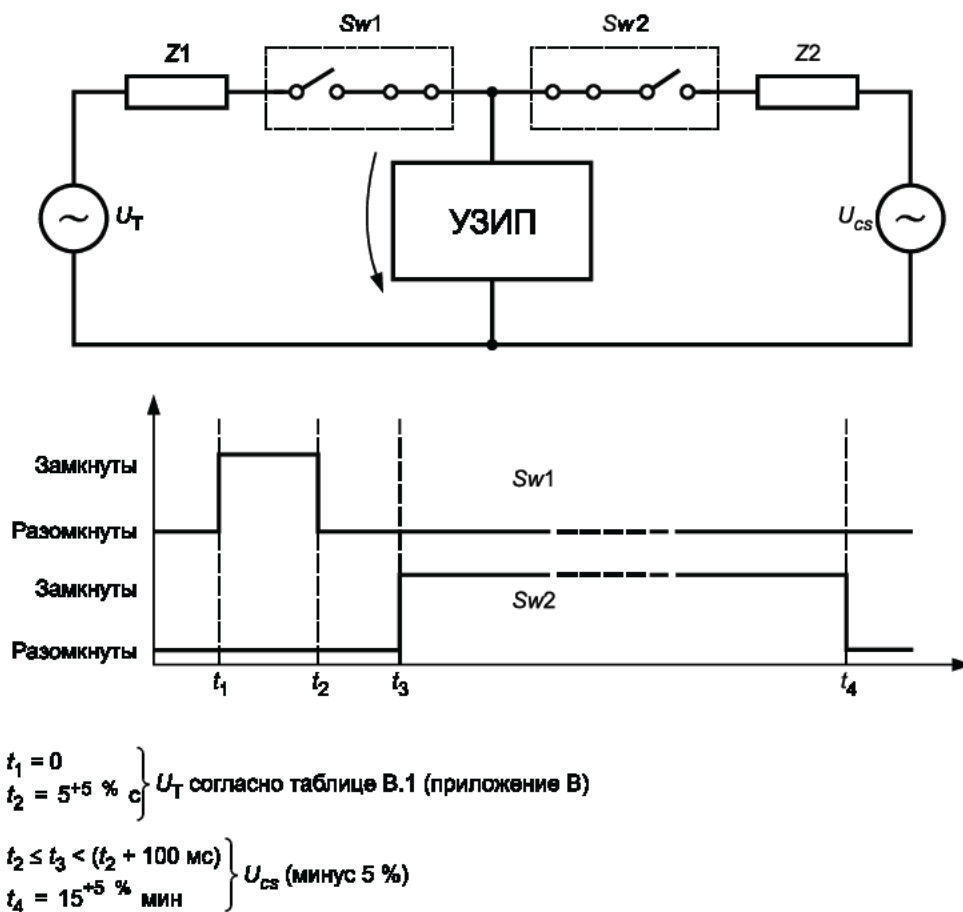 Sw1 Sw2
Z1 Z2
~ U_T УЗИП U_cs ~
Замкнуты
Sw1
Разомкнуты
Замкнуты
Sw2
Разомкнуты
t₁ t₂ t₃ t₄
t₁ = 0
t₂ = 5⁺⁵ % с } U_T согласно таблице В.1 (приложение В)
t₂ ≤ t₃ < (t₂ + 100 мс)
t₄ = 15⁺⁵ % мин } U_cs (минус 5 %)